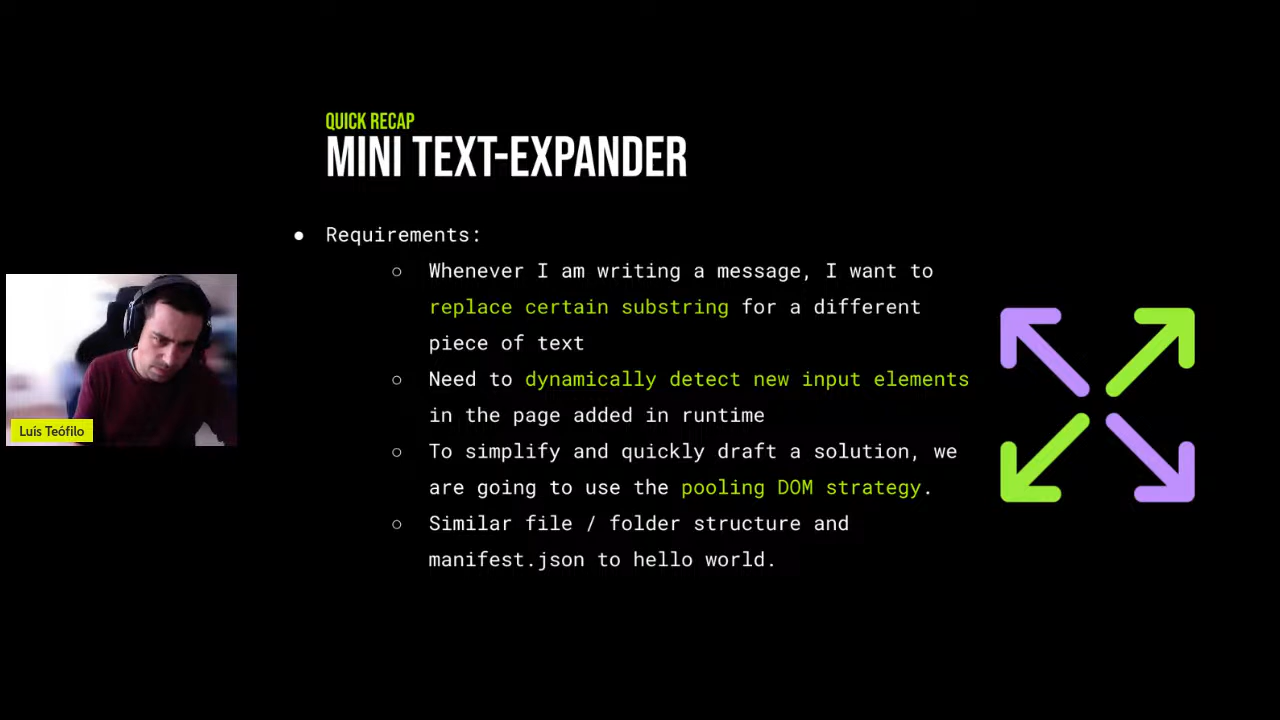 QUICK RECAP
MINI TEXT-EXPANDER
● Requirements:
○ Whenever I am writing a message, I want to
replace certain substring for a different
piece of text
○ Need to dynamically detect new input elements
in the page added in runtime
○ To simplify and quickly draft a solution, we
are going to use the pooling DOM strategy.
○ Similar file / folder structure and
manifest.json to hello world.
Luís Teófilo